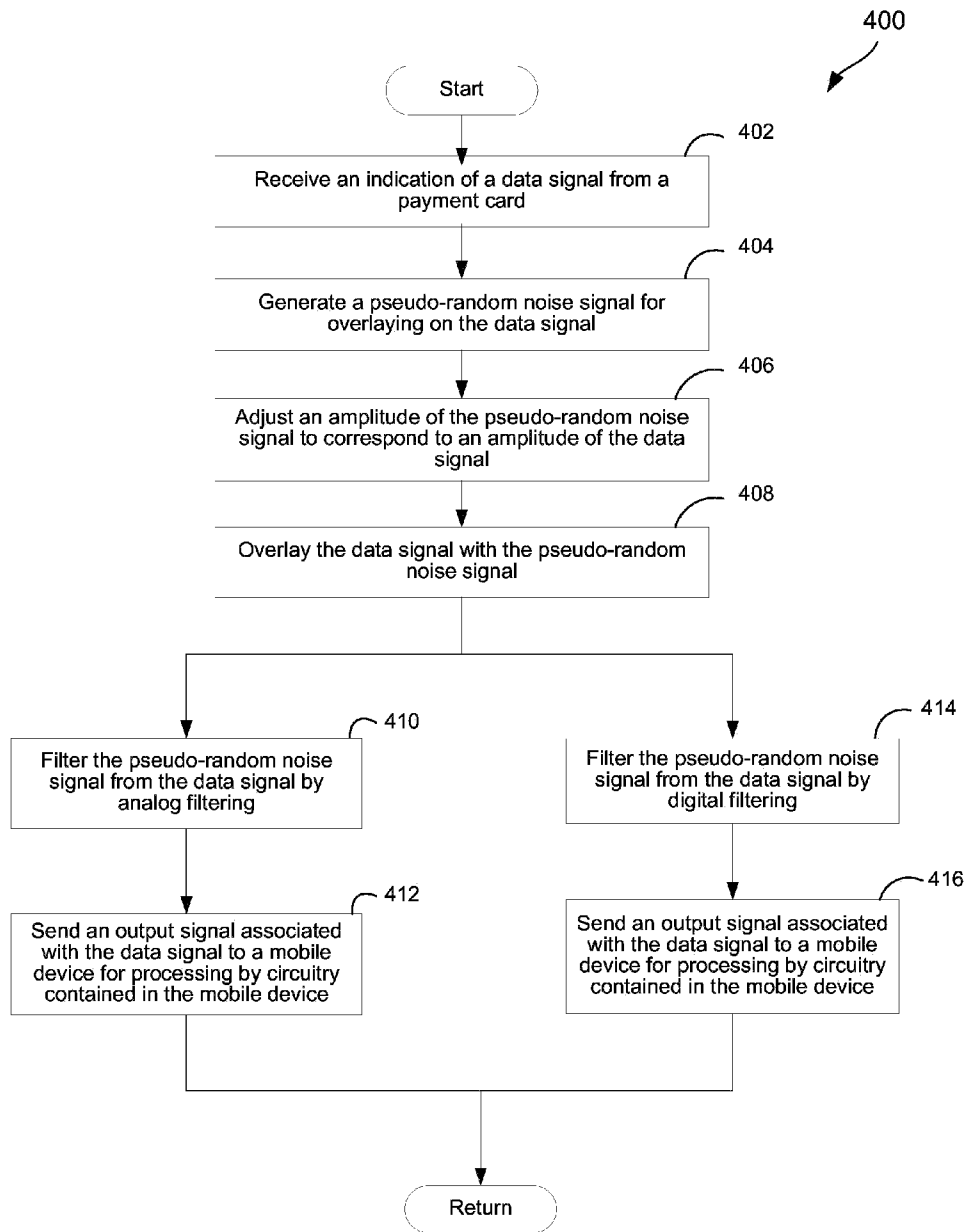 400
Start
402
Receive an indication of a data signal from a
payment card
404
Generate a pseudo-random noise signal for
overlaying on the data signal
406
Adjust an amplitude of the pseudo-random noise
signal to correspond to an amplitude of the data
signal
408
Overlay the data signal with the pseudo-random
noise signal
410
Filter the pseudo-random noise
signal from the data signal by
analog filtering
414
Filter the pseudo-random noise
signal from the data signal by
digital filtering
412
Send an output signal associated
with the data signal to a mobile
device for processing by circuitry
contained in the mobile device
416
Send an output signal associated
with the data signal to a mobile
device for processing by circuitry
contained in the mobile device
Return